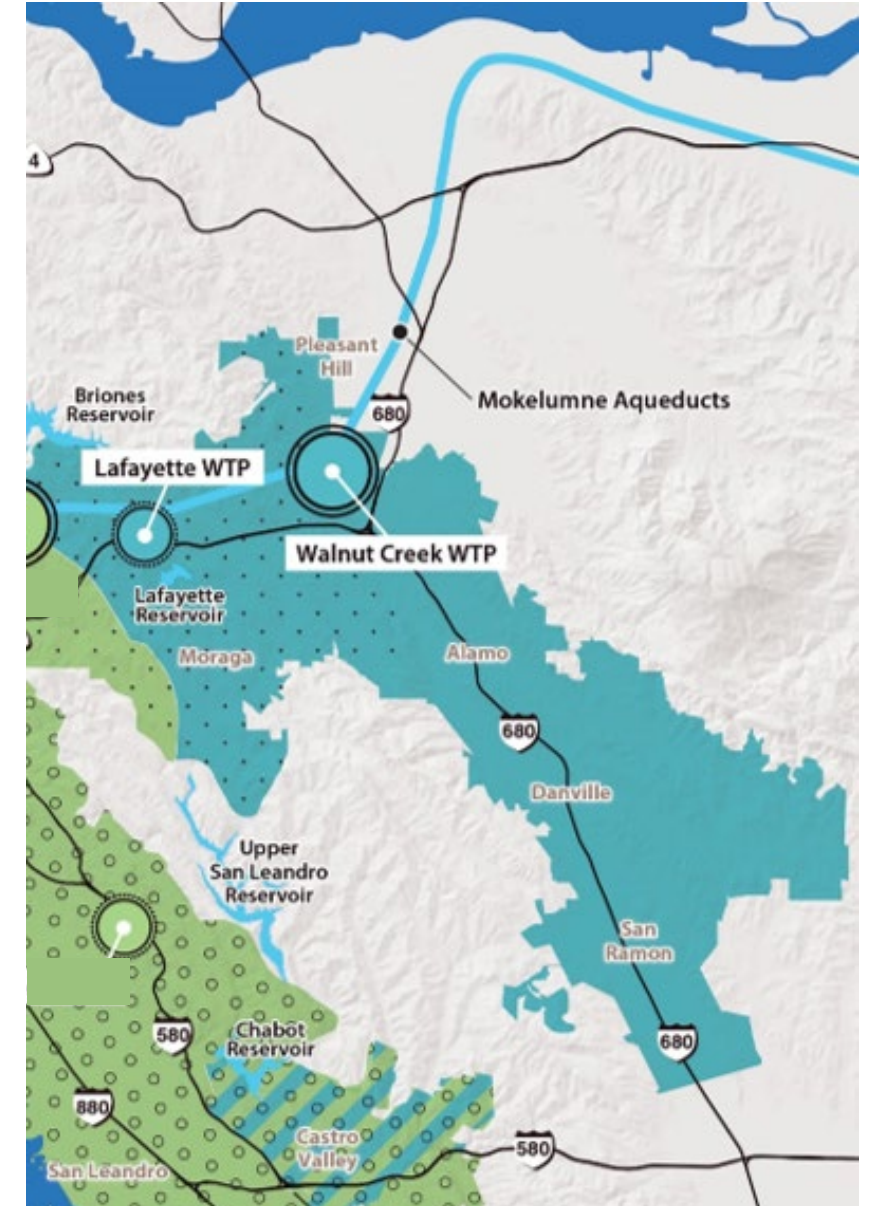 4
Pleasant
Hill
Briones
Reservoir
680
Mokelumne Aqueducts
Lafayette WTP
Walnut Creek WTP
Lafayette
Reservoir
Moraga
Alamo
680
Danville
Upper
San Leandro
Reservoir
San
Ramon
580
Chabot
Reservoir
680
880
Castro
Valley
580
San Leandro